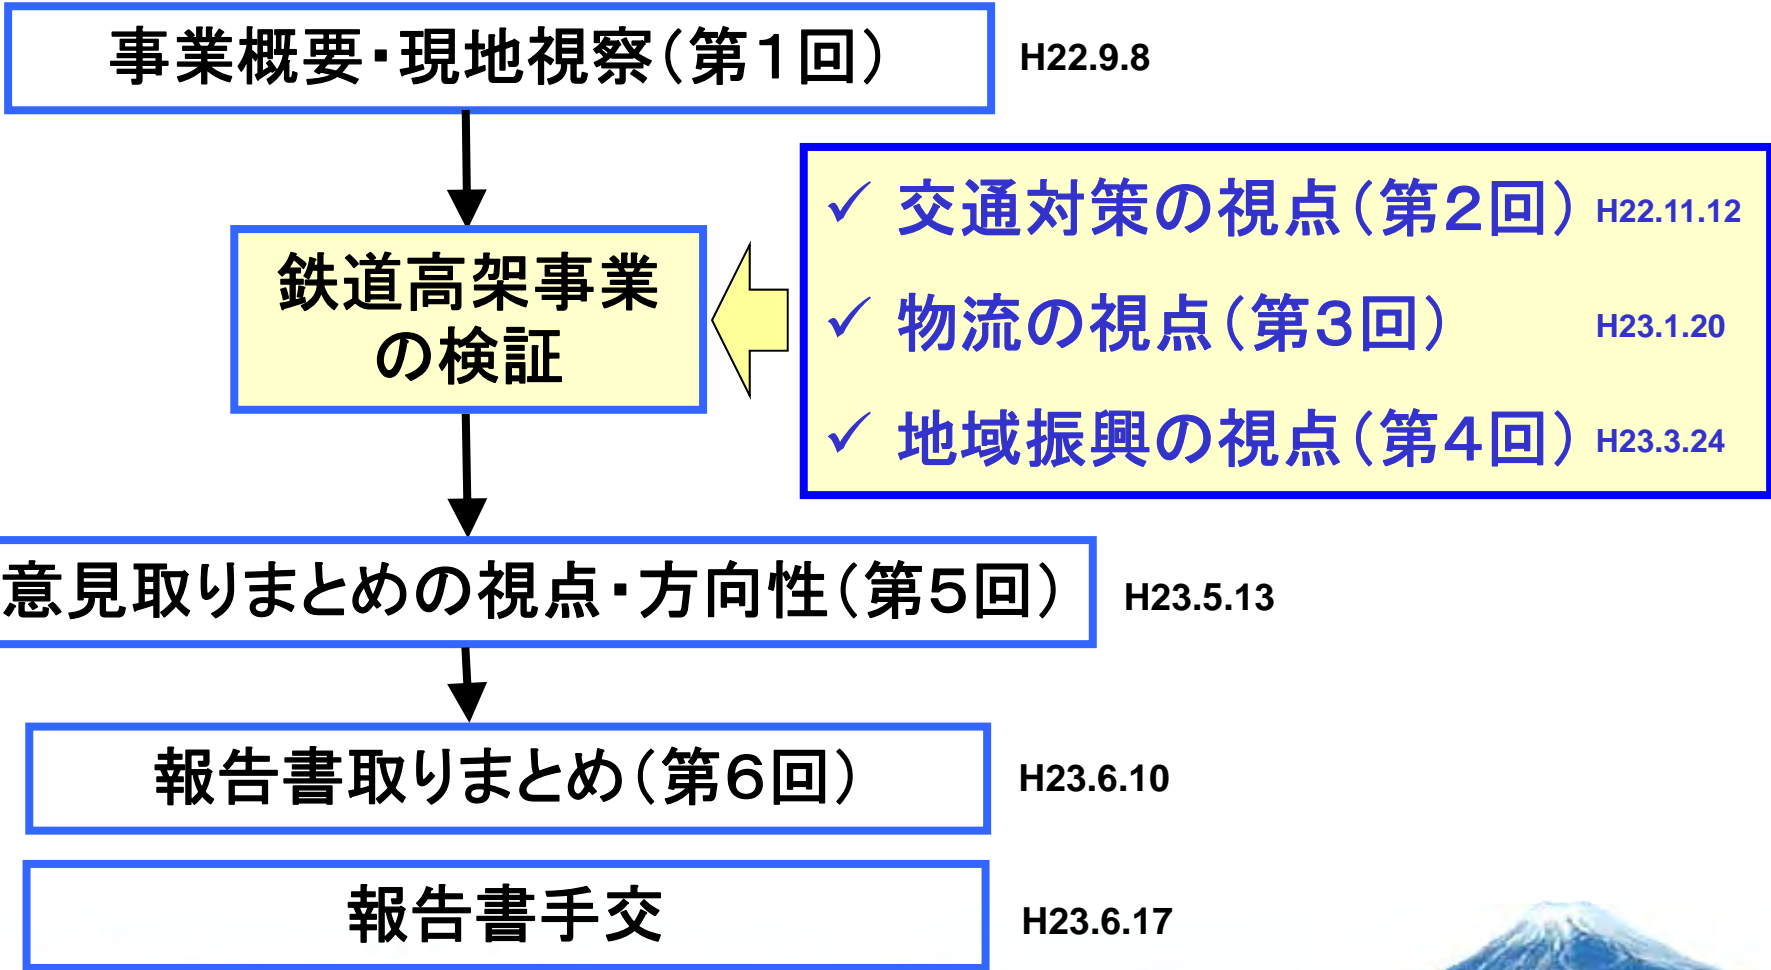 事業概要・現地視察（第１回）
H22.9.8
✓ 交通対策の視点（第２回） H22.11.12
鉄道高架事業
の検証
✓ 物流の視点（第３回） H23.1.20
✓ 地域振興の視点（第４回） H23.3.24
意見取りまとめの視点・方向性（第５回）
H23.5.13
報告書取りまとめ（第６回）
H23.6.10
報告書手交
H23.6.17